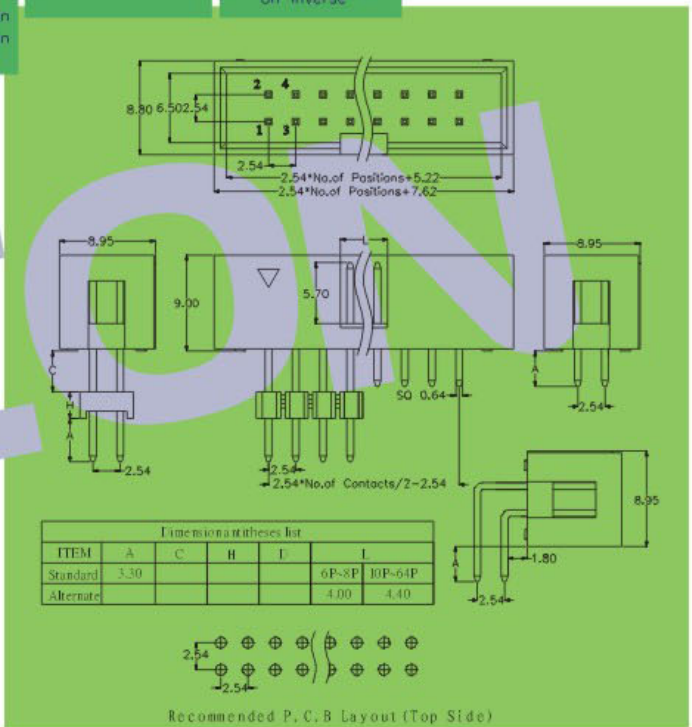 n
n
on Inverse
2 4
8.80 6.50 2.54
1 3
2.54
2.54*No.of Positions+5.22
2.54*No.of Positions+7.62
8.95
L
8.95
9.00
5.70
C
H
A
2.54
SQ 0.64
A
2.54
2.54
2.54*No.of Contacts/2-2.54
8.95
A
1.80
2.54
Dimensionantitheses list
ITEM A C H D L
Standard 3.30 6P~8P 10P~64P
Alternate 4.00 4.40
2.54
2.54
Recommended P.C.B Layout(Top Side)